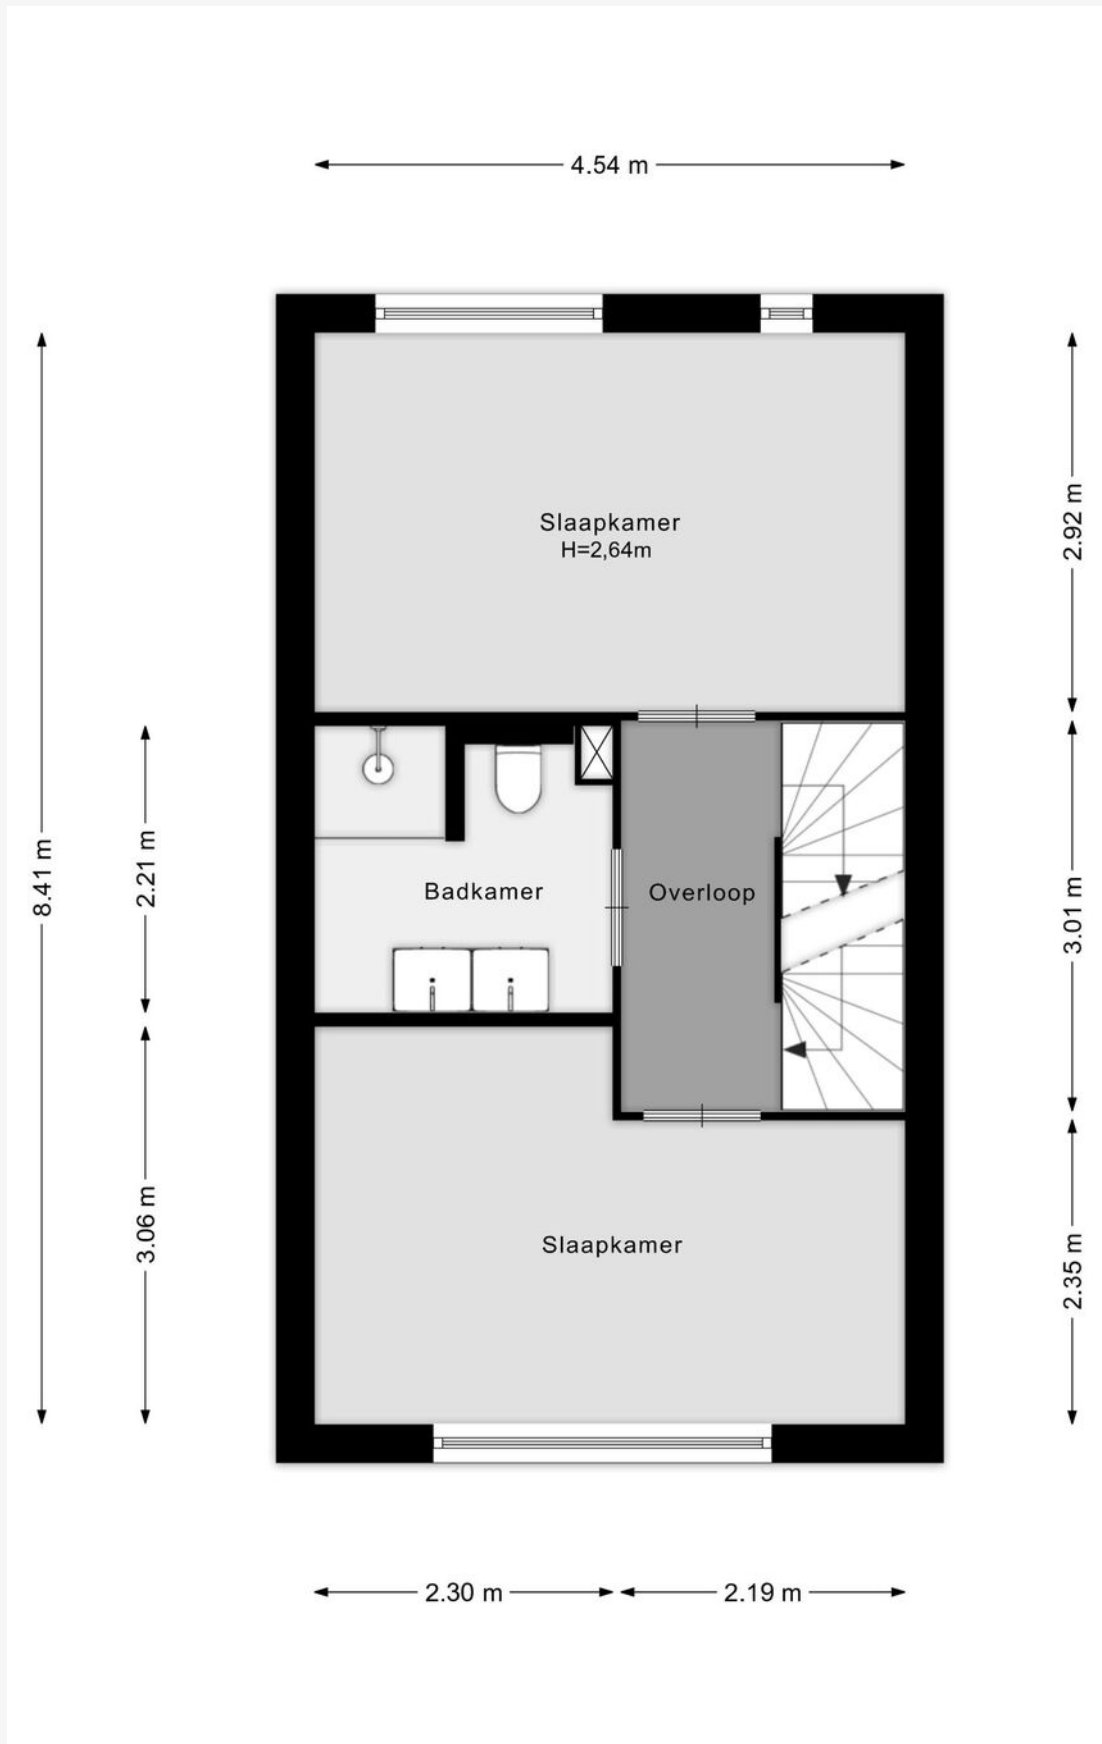 4.54 m
Slaapkamer
H=2,64m
2.92 m
8.41 m
2.21 m
Badkamer
Overloop
3.01 m
3.06 m
Slaapkamer
2.35 m
2.30 m
2.19 m